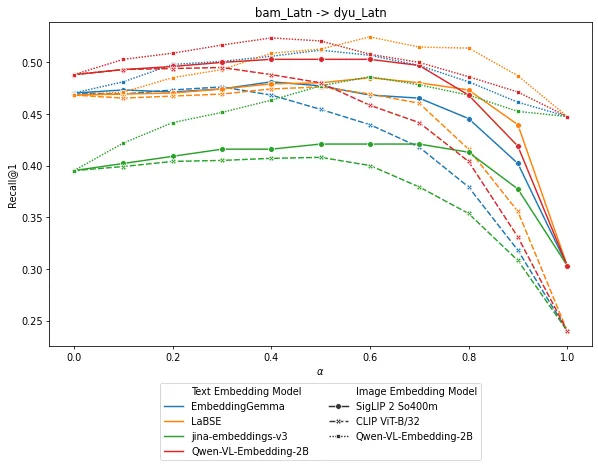 bam_Latn -> dyu_Latn
Recall@1
0.50
0.45
0.40
0.35
0.30
0.25
0.0
0.2
0.4
0.6
0.8
1.0
α
Text Embedding Model
EmbeddingGemma
LaBSE
jina-embeddings-v3
Qwen-VL-Embedding-2B
Image Embedding Model
SigLIP 2 So400m
CLIP ViT-B/32
Qwen-VL-Embedding-2B